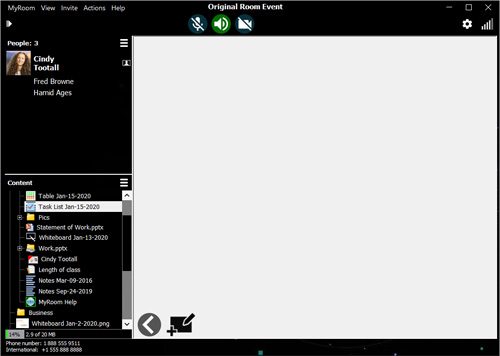 Original Room Event
MyRoom View Invite Actions Help
People: 3
Cindy
Tootall
Fred Browne
Hamid Ages
Content
Table Jan-15-2020
Task List Jan-15-2020
Pics
Statement of Work.pptx
Whiteboard Jan-13-2020
Work.pptx
Cindy Tootall
Length of class
Notes Mar-09-2016
Notes Sep-24-2019
MyRoom Help
Business
Whiteboard Jan-2-2020.png
14% 2.9 of 20 MB
Phone number: 1 888 555 9511
International: +1 555 888 8888